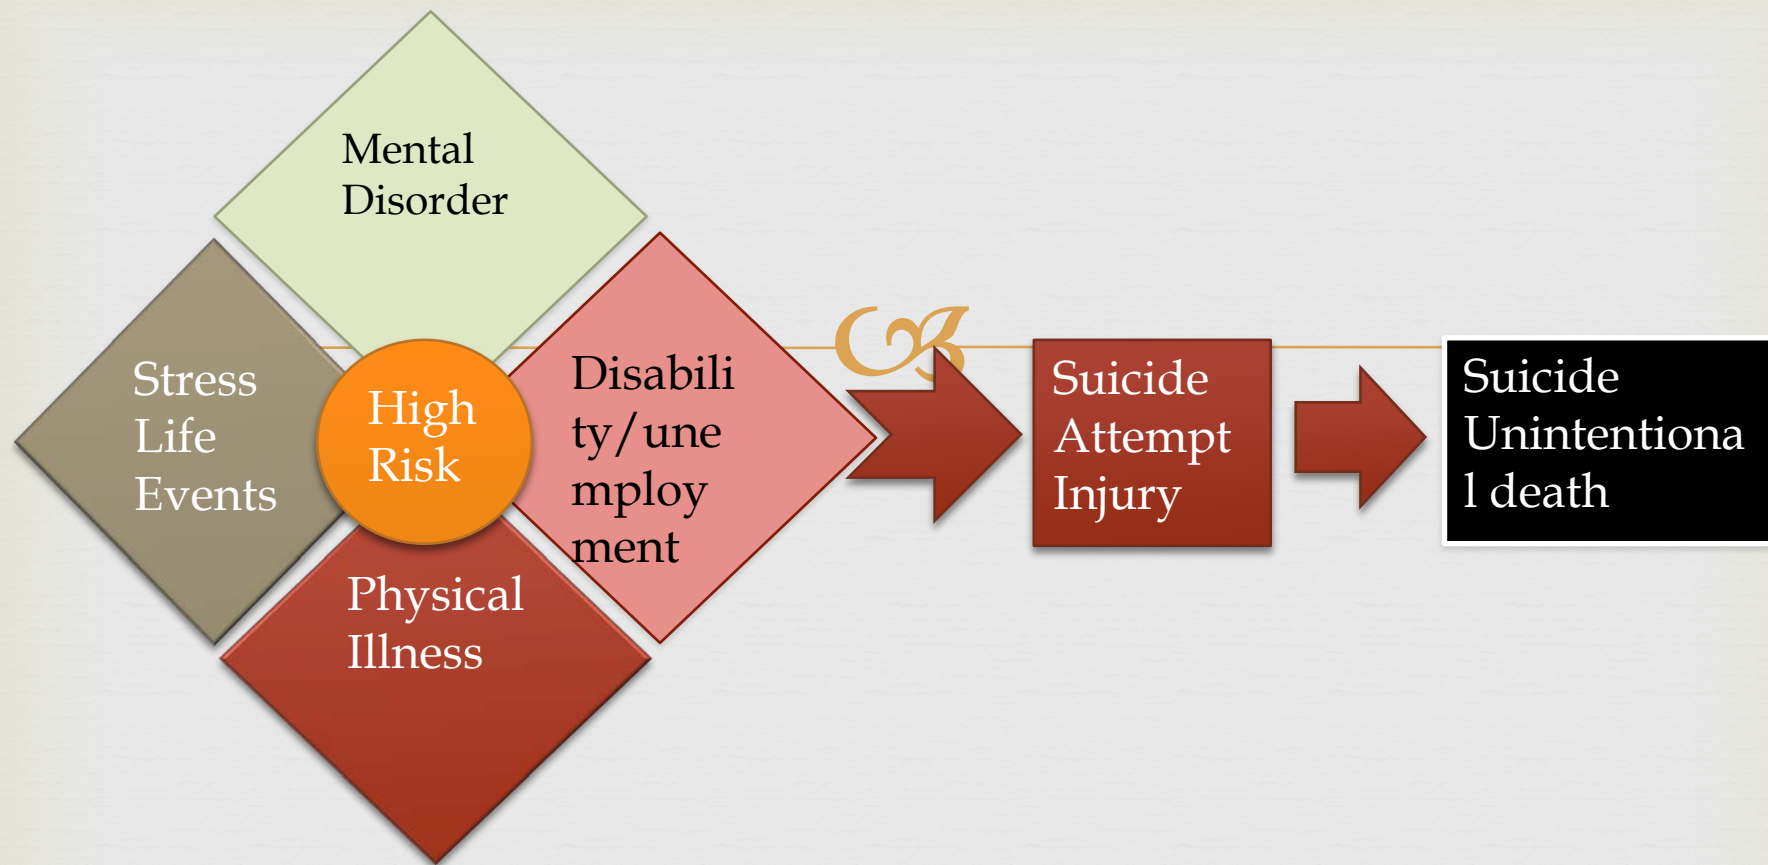 Mental
Disorder
Stress
Life
Events
High
Risk
Disabili
ty/une
mploy
ment
Physical
Illness
Suicide
Attempt
Injury
Suicide
Unintentiona
l death